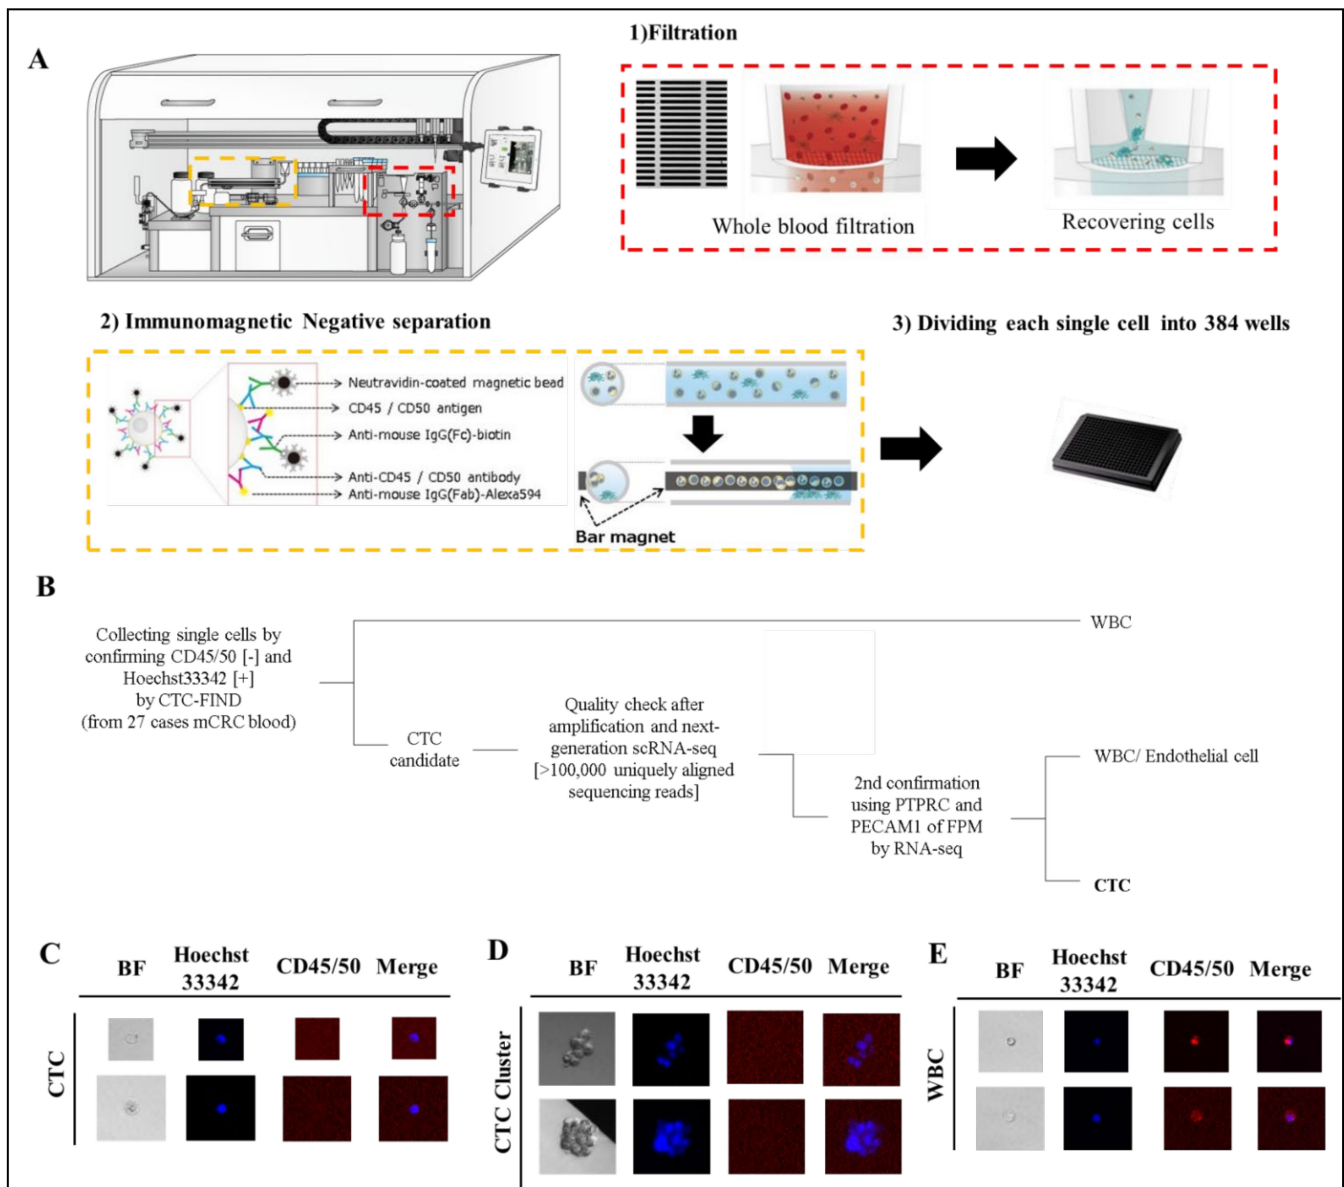 A
1)Filtration
Whole blood filtration
Recovering cells
2) Immunomagnetic Negative separation
3) Dividing each single cell into 384 wells
Neutravidin-coated magnetic bead
CD45 / CD50 antigen
Anti-mouse IgG(Fc)-biotin
Anti-CD45 / CD50 antibody
Anti-mouse IgG(Fab)-Alexa594
Bar magnet
B
Collecting single cells by
confirming CD45/50 [-] and
Hoechst33342 [+]
by CTC-FIND
(from 27 cases mCRC blood)
WBC
CTC
candidate
Quality check after
amplification and next-
generation scRNA-seq
[>100,000 uniquely aligned
sequencing reads]
2nd confirmation
using PTPRC and
PECAM1 of FPM
by RNA-seq
WBC/ Endothelial cell
CTC
C
BF
Hoechst
33342
CD45/50
Merge
CTC
D
BF
Hoechst
33342
CD45/50
Merge
CTC Cluster
E
BF
Hoechst
33342
CD45/50
Merge
WBC